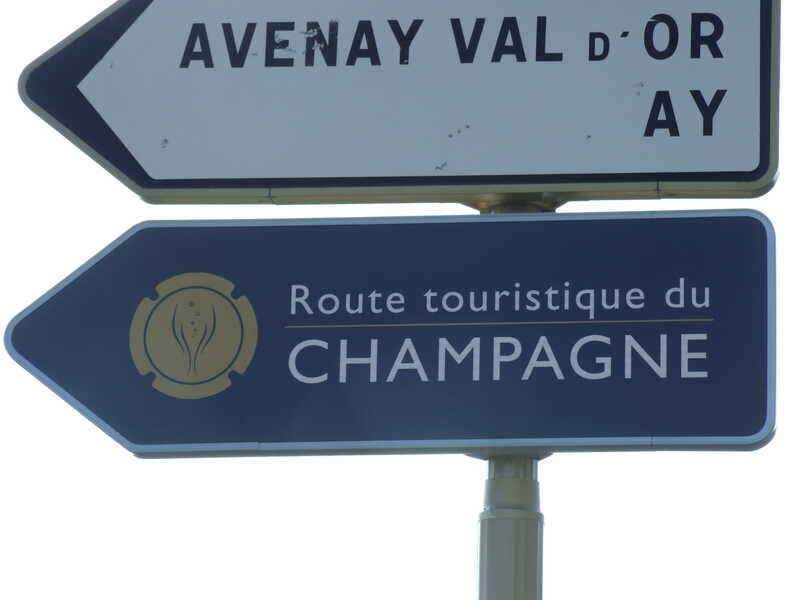 AVENAY VAL D'OR
AY
Route touristique du
CHAMPAGNE